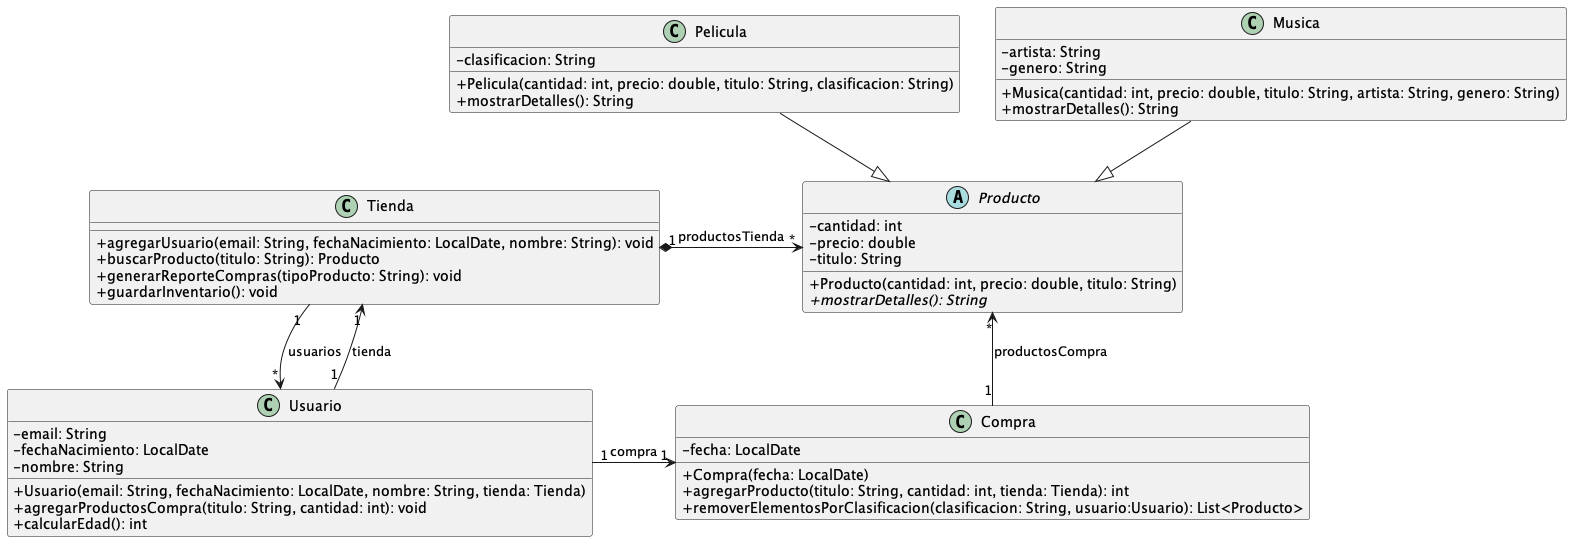 C Pelicula
-clasificacion: String
+Pelicula(cantidad: int, precio: double, titulo: String, clasificacion: String)
+mostrarDetalles(): String
C Musica
-artista: String
-genero: String
+Musica(cantidad: int, precio: double, titulo: String, artista: String, genero: String)
+mostrarDetalles(): String
C Tienda
+agregarUsuario(email: String, fechaNacimiento: LocalDate, nombre: String): void
+buscarProducto(titulo: String): Producto
+generarReporteCompras(tipoProducto: String): void
+guardarInventario(): void
1 productosTienda *
A Producto
-cantidad: int
-precio: double
-titulo: String
+Producto(cantidad: int, precio: double, titulo: String)
+mostrarDetalles(): String
1
usuarios
*
1
tienda
1
*
productosCompra
1
C Usuario
-email: String
-fechaNacimiento: LocalDate
-nombre: String
+Usuario(email: String, fechaNacimiento: LocalDate, nombre: String, tienda: Tienda)
+agregarProductosCompra(titulo: String, cantidad: int): void
+calcularEdad(): int
1 compra 1
C Compra
-fecha: LocalDate
+Compra(fecha: LocalDate)
+agregarProducto(titulo: String, cantidad: int, tienda: Tienda): int
+removerElementosPorClasificacion(clasificacion: String, usuario:Usuario): List<Producto>